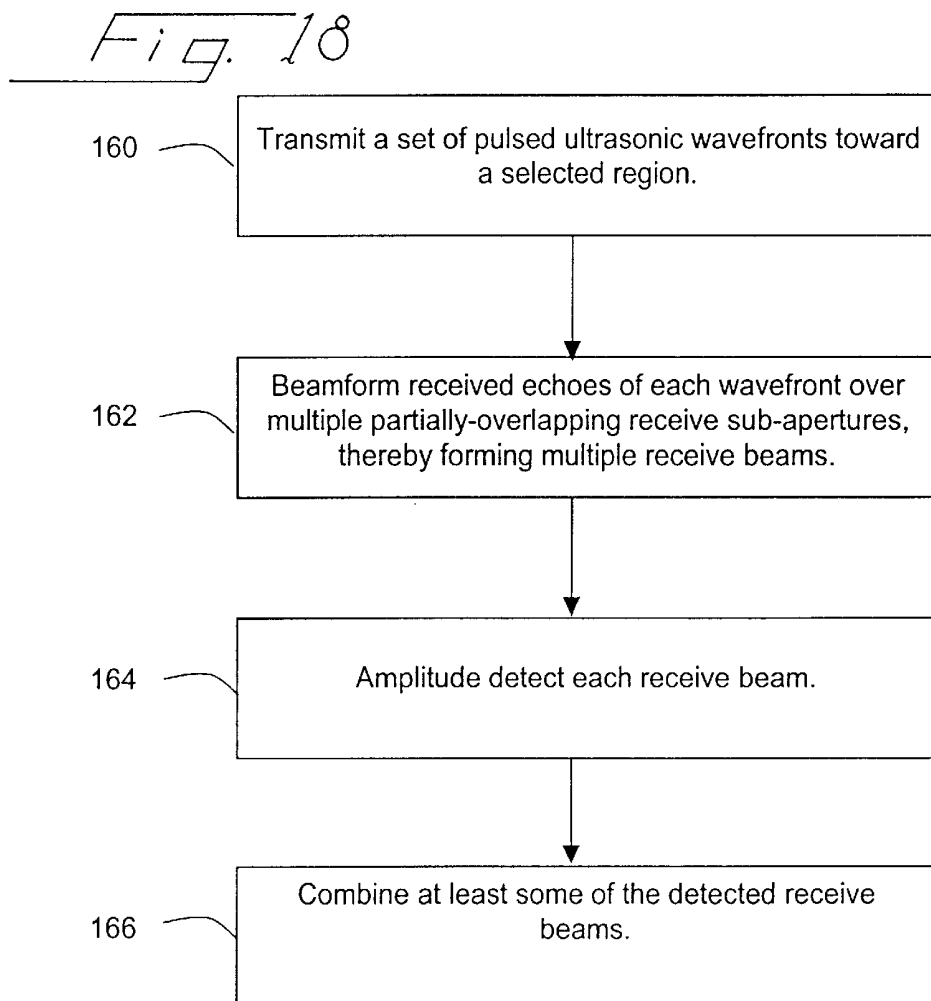 Fig. 18
160
Transmit a set of pulsed ultrasonic wavefronts toward
a selected region.
162
Beamform received echoes of each wavefront over
multiple partially-overlapping receive sub-apertures,
thereby forming multiple receive beams.
164
Amplitude detect each receive beam.
166
Combine at least some of the detected receive
beams.